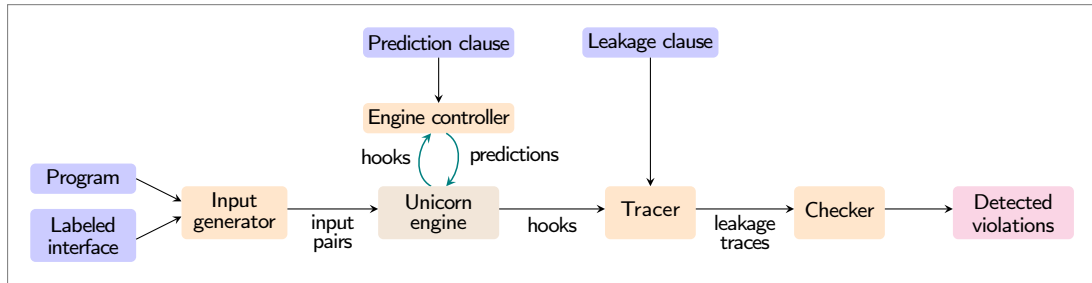 Prediction clause
Leakage clause
Engine controller
hooks
predictions
Program
Labeled
interface
Input
generator
input
pairs
Unicorn
engine
hooks
Tracer
leakage
traces
Checker
Detected
violations